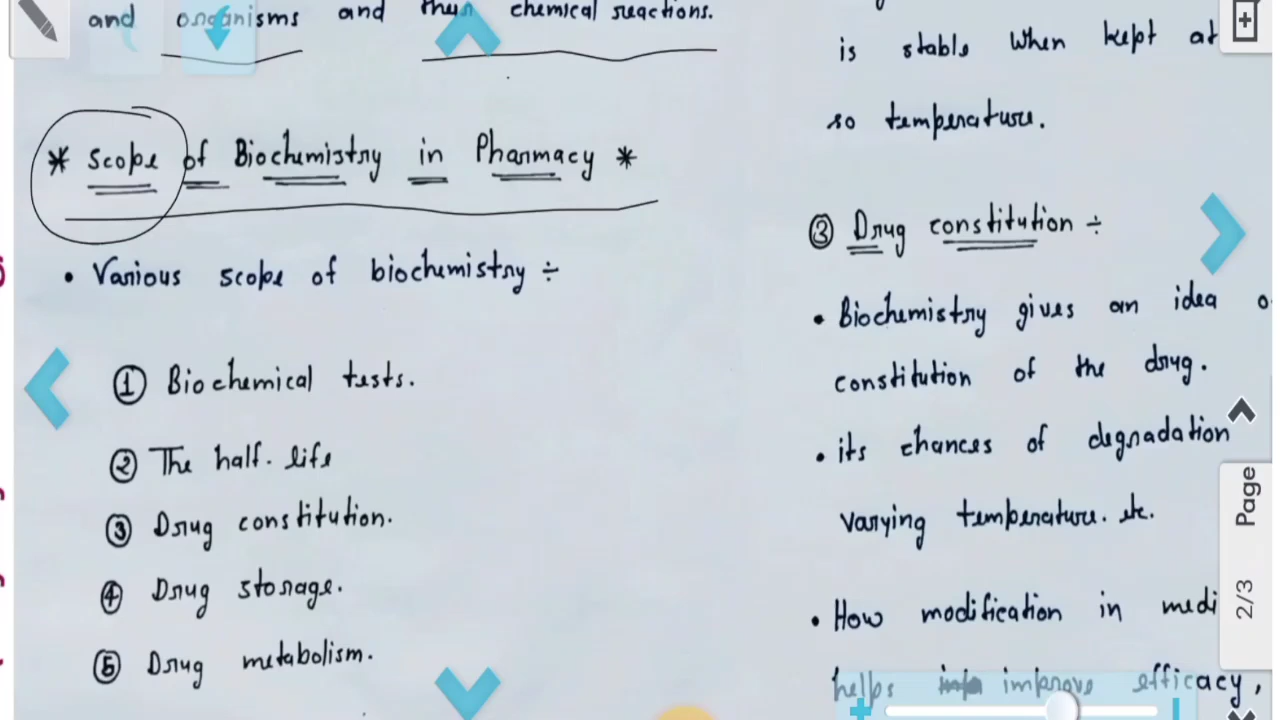 and organisms and their chemical reactions.
* Scope of Biochemistry in Pharmacy *
• Various scope of biochemistry ÷
① Biochemical tests.
② The half-life
③ Drug constitution.
④ Drug storage.
⑤ Drug metabolism.
is stable when kept at
so temperature.
③ Drug constitution ÷
• Biochemistry gives an idea o
constitution of the drug.
• its chances of degradation
varying temperature. etc.
• How modification in medi
helps improve efficacy,
Page
2/3